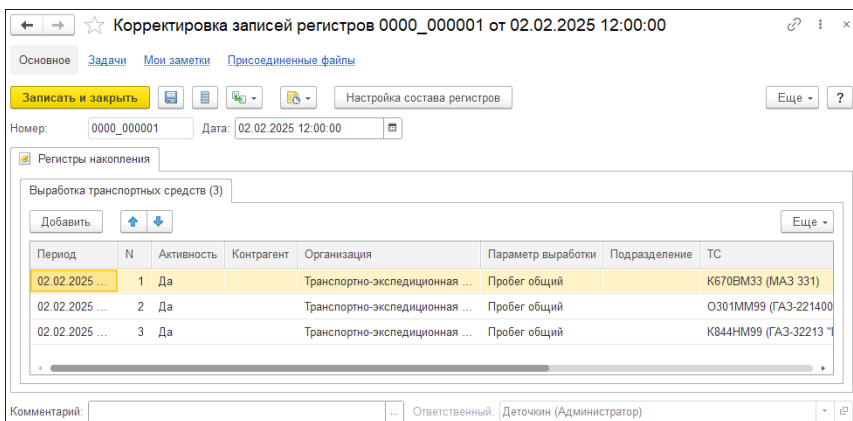 Корректировка записей регистров 0000_000001 от 02.02.2025 12:00:00
Основное Задачи Мои заметки Присоединенные файлы
Записать и закрыть Настройка состава регистров Еще ?
Номер: 0000_000001 Дата: 02.02.2025 12:00:00
Регистры накопления
Выработка транспортных средств (3)
Добавить Еще
Период N Активность Контрагент Организация Параметр выработки Подразделение ТС
02.02.2025 ... 1 Да Транспортно-экспедиционная ... Пробег общий К670ВМ33 (МАЗ 331)
02.02.2025 ... 2 Да Транспортно-экспедиционная ... Пробег общий О301ММ99 (ГАЗ-221400
02.02.2025 ... 3 Да Транспортно-экспедиционная ... Пробег общий К844НМ99 (ГАЗ-32213 "
Комментарий: ... Ответственный: Деточкин (Администратор)